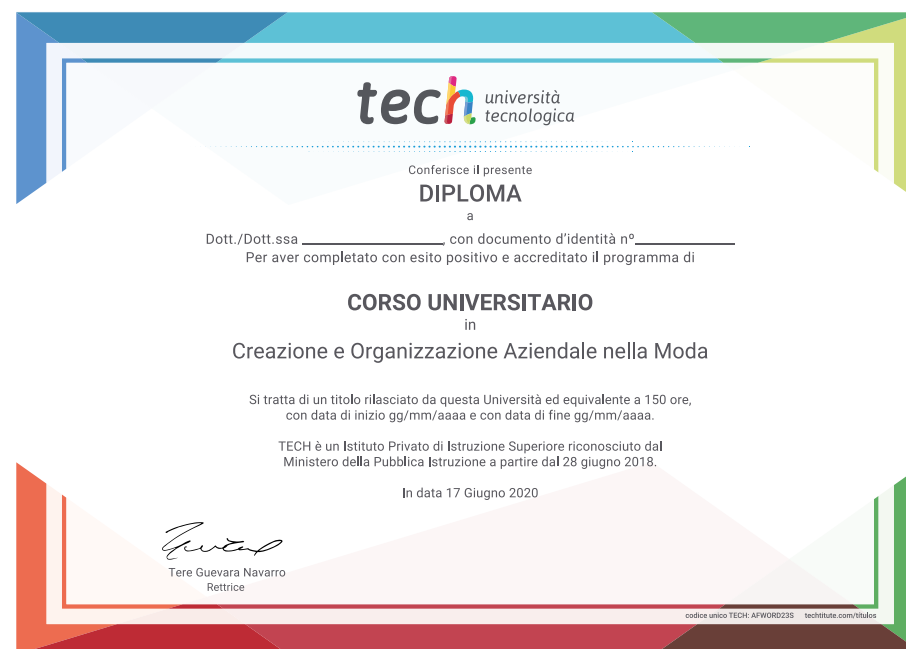 tech università
tecnologica
Conferisce il presente
DIPLOMA
a
Dott./Dott.ssa ____________________, con documento d'identità nº______________
Per aver completato con esito positivo e accreditato il programma di
CORSO UNIVERSITARIO
in
Creazione e Organizzazione Aziendale nella Moda
Si tratta di un titolo rilasciato da questa Università ed equivalente a 150 ore,
con data di inizio gg/mm/aaaa e con data di fine gg/mm/aaaa.
TECH è un Istituto Privato di Istruzione Superiore riconosciuto dal
Ministero della Pubblica Istruzione a partire dal 28 giugno 2018.
In data 17 Giugno 2020
Tere Guevara Navarro
Rettrice
codice unico TECH: AFWORD23S techtitute.com/titulos